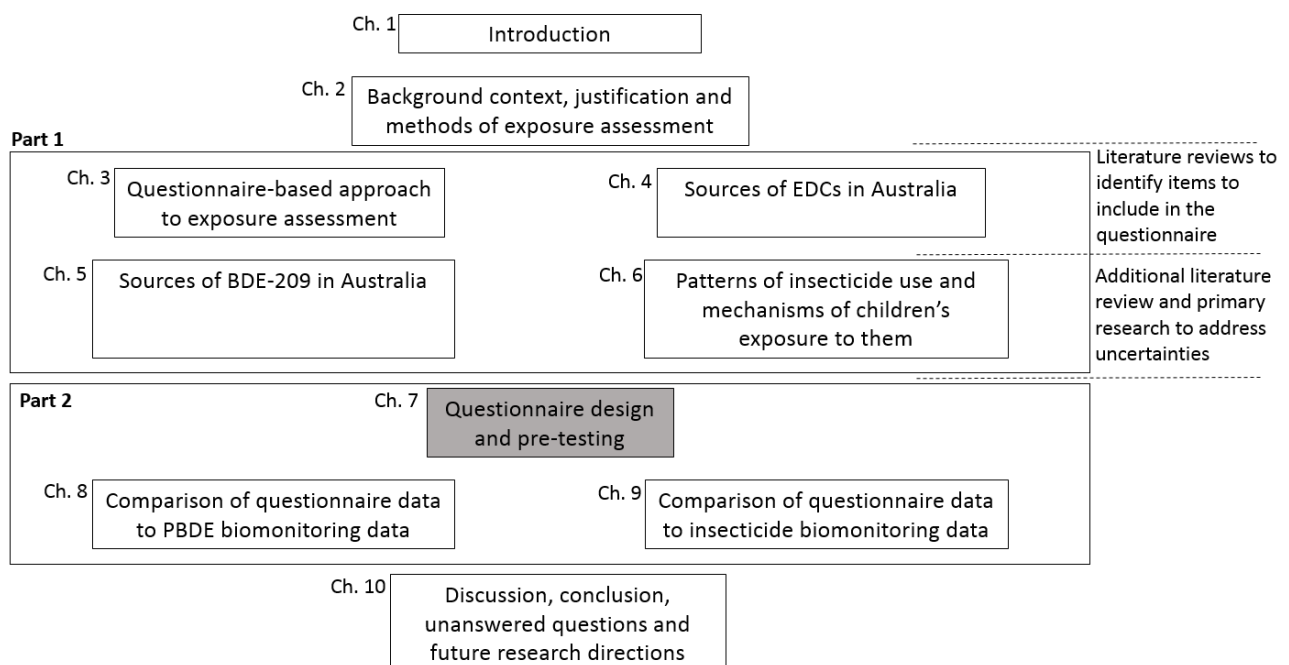 Ch. 1
Introduction
Ch. 2
Background context, justification and
methods of exposure assessment
Part 1
Ch. 3
Questionnaire-based approach
to exposure assessment
Ch. 4
Sources of EDCs in Australia
Literature reviews to
identify items to
include in the
questionnaire
Ch. 5
Sources of BDE-209 in Australia
Ch. 6
Patterns of insecticide use and
mechanisms of children’s
exposure to them
Additional literature
review and primary
research to address
uncertainties
Part 2
Ch. 7
Questionnaire design
and pre-testing
Ch. 8
Comparison of questionnaire data
to PBDE biomonitoring data
Ch. 9
Comparison of questionnaire data
to insecticide biomonitoring data
Ch. 10
Discussion, conclusion,
unanswered questions and
future research directions